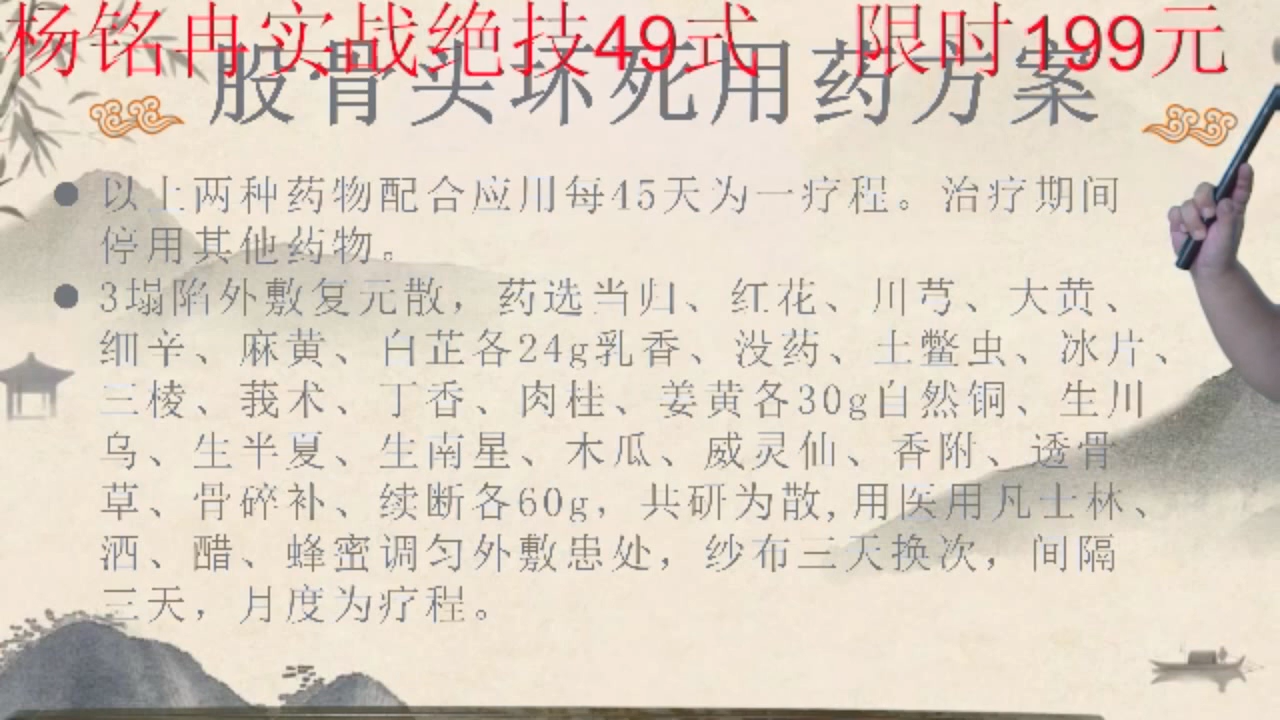 杨铭冉实战绝技49式 限时199元
股骨头坏死用药方案
● 以上两种药物配合应用每45天为一疗程。治疗期间
停用其他药物。
● 3塌陷外敷复元散，药选当归、红花、川芎、大黄、
细辛、麻黄、白芷各24g乳香、没药、土鳖虫、冰片、
三棱、莪术、丁香、肉桂、姜黄各30g自然铜、生川
乌、生半夏、生南星、木瓜、威灵仙、香附、透骨
草、骨碎补、续断各60g，共研为散,用医用凡士林、
洒、醋、蜂蜜调匀外敷患处，纱布三天换次，间隔
三天，月度为疗程。